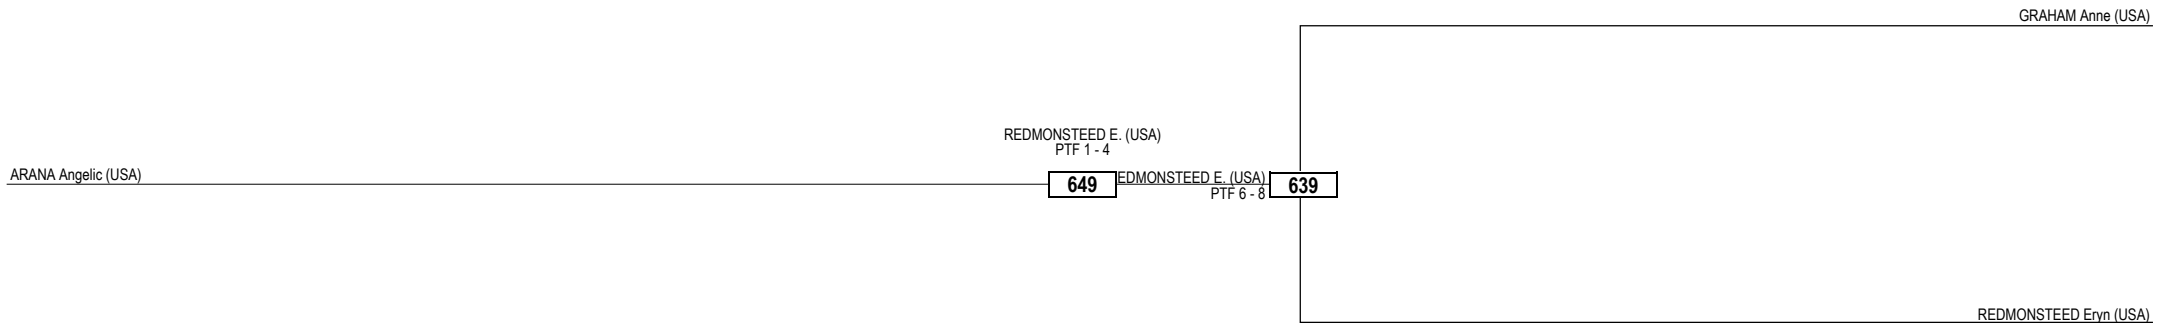 GRAHAM Anne (USA)
REDMONSTEED E. (USA)
PTF 1 - 4
ARANA Angelic (USA)
649
EDMONSTEED E. (USA)
PTF 6 - 8
639
REDMONSTEED Eryn (USA)